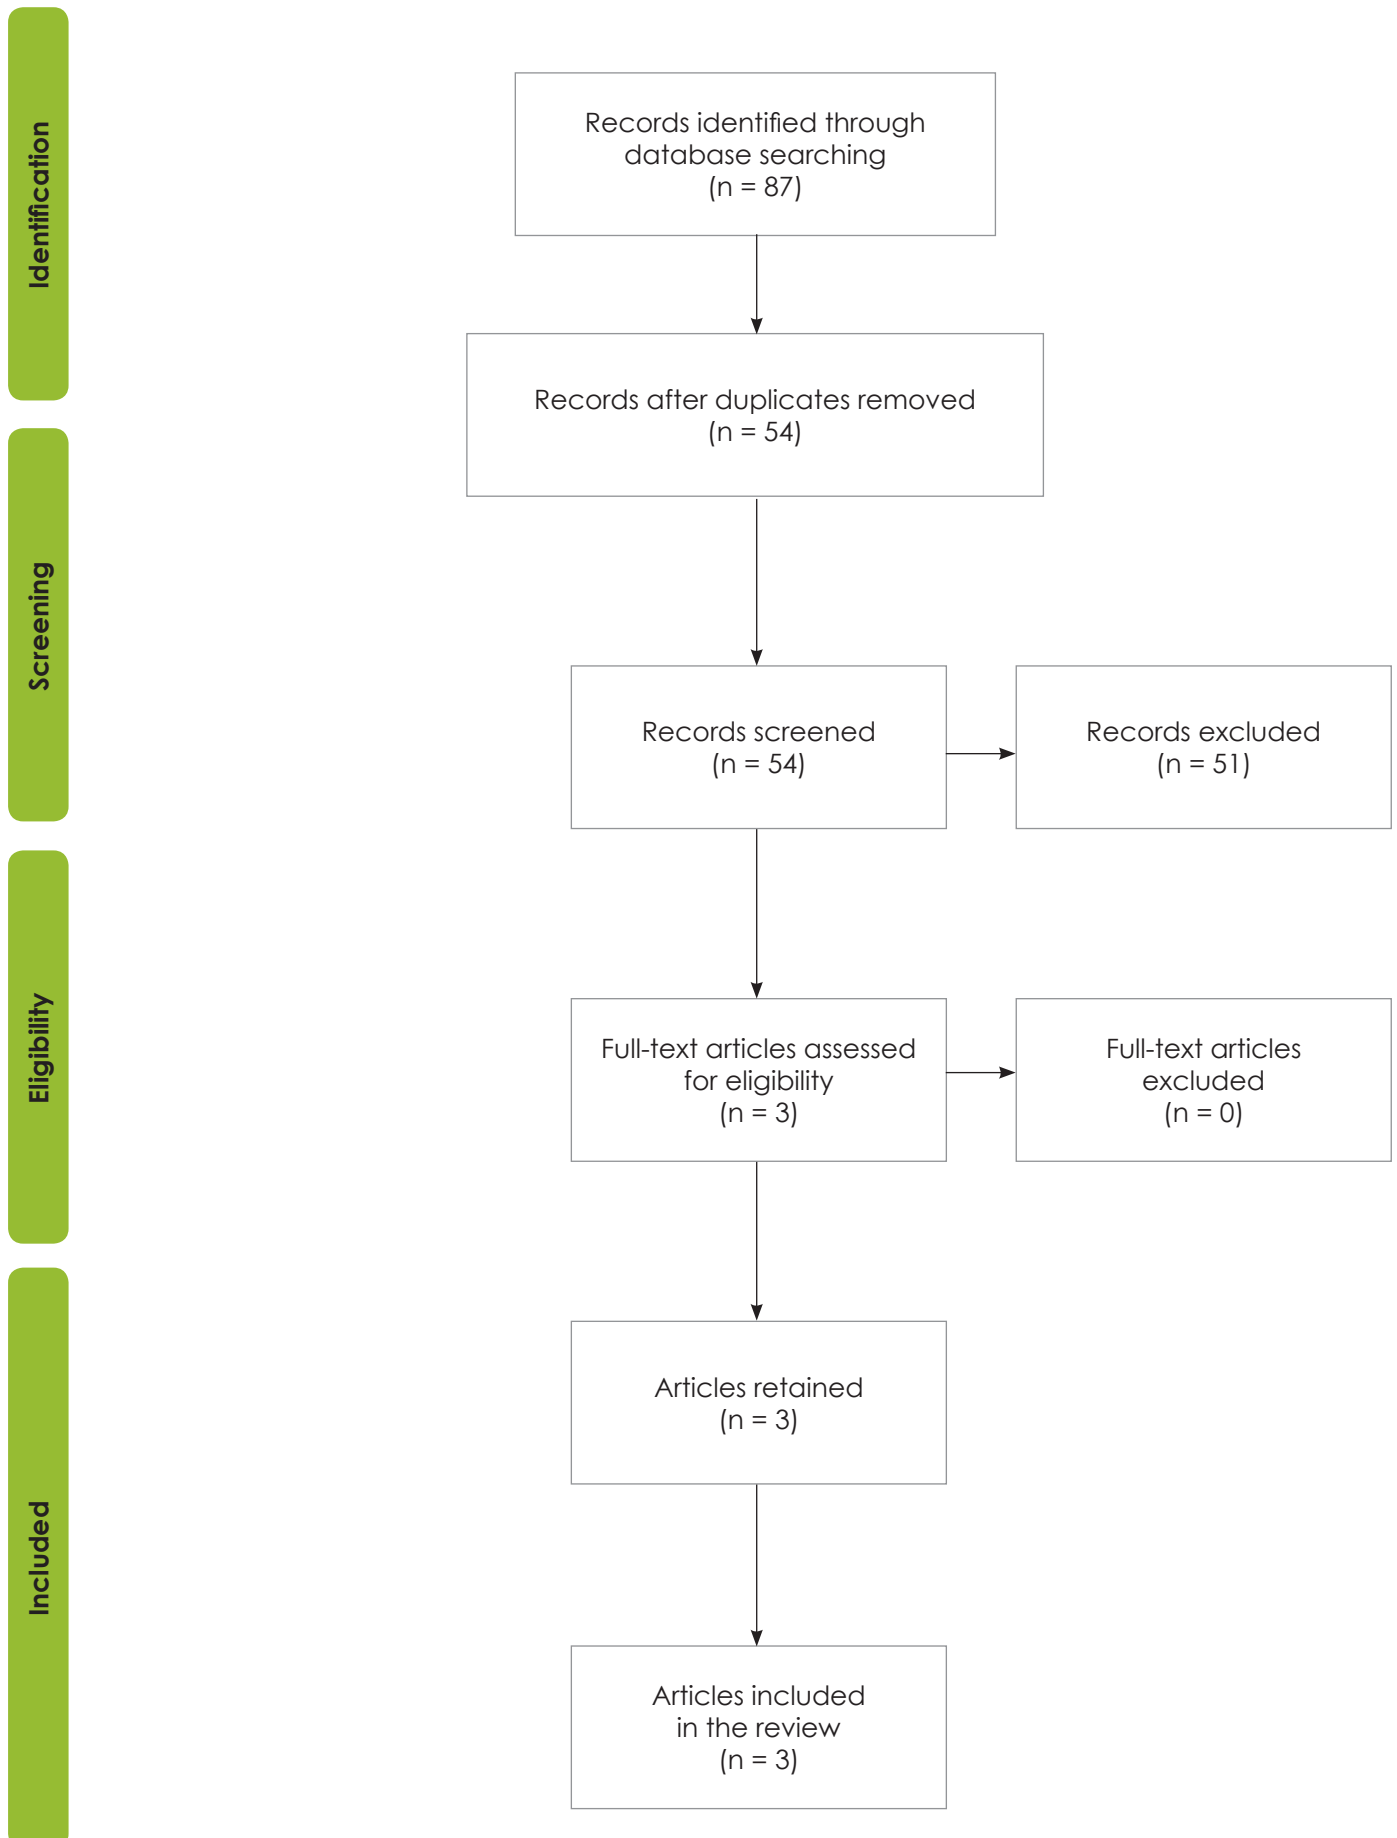 Identification
Records identified through
database searching
(n = 87)
Records after duplicates removed
(n = 54)
Screening
Records screened
(n = 54)
Records excluded
(n = 51)
Eligibility
Full-text articles assessed
for eligibility
(n = 3)
Full-text articles
excluded
(n = 0)
Included
Articles retained
(n = 3)
Articles included
in the review
(n = 3)